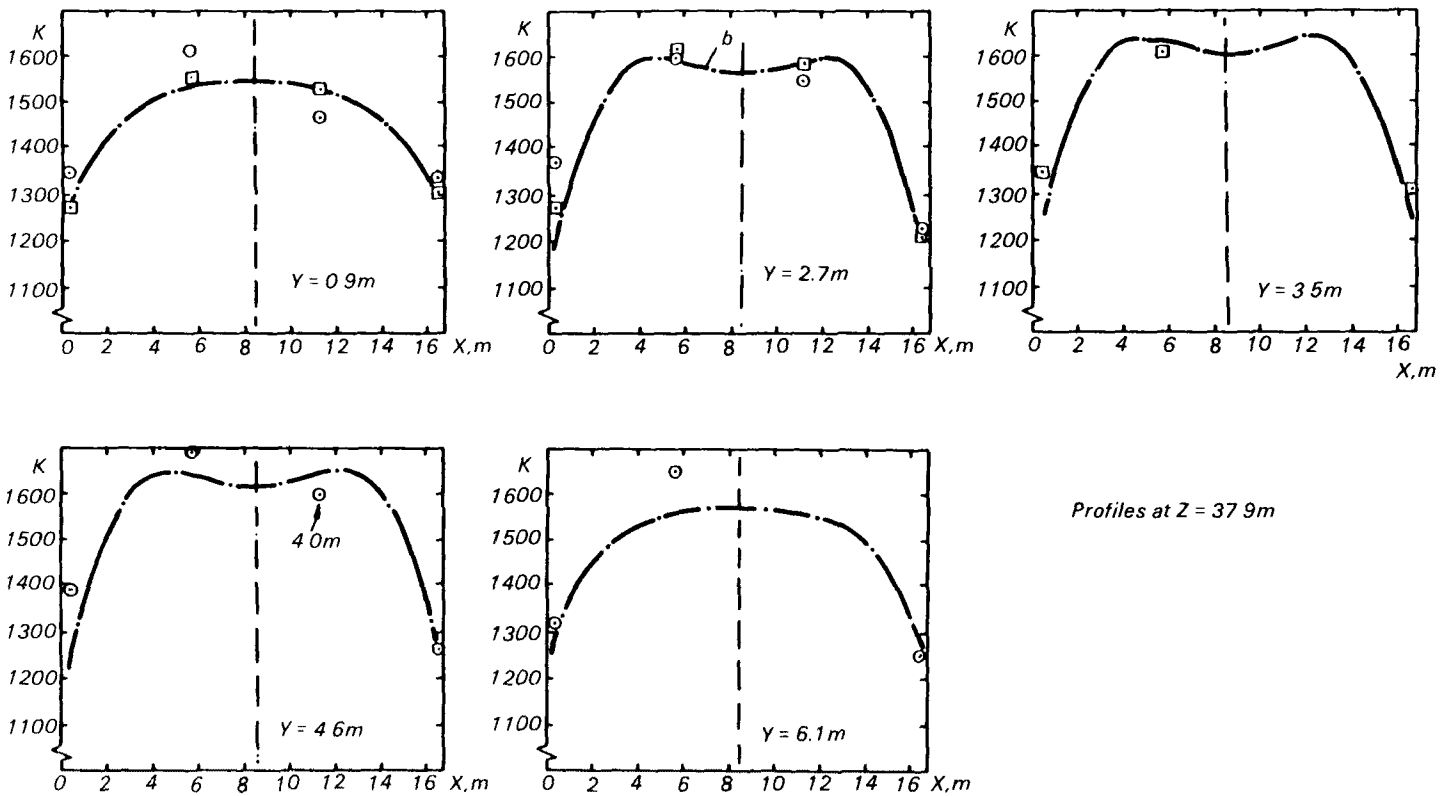 K
1600
1500
1400
1300
1200
1100
0 2 4 6 8 10 12 14 16 X,m
Y = 0 9m
K
1600
1500
1400
1300
1200
1100
b
0 2 4 6 8 10 12 14 16 X,m
Y = 2.7m
K
1600
1500
1400
1300
1200
1100
0 2 4 6 8 10 12 14 16
X,m
Y = 3 5m
K
1600
1500
1400
1300
1200
1100
4 0m
0 2 4 6 8 10 12 14 16 X,m
Y = 4 6m
K
1600
1500
1400
1300
1200
1100
0 2 4 6 8 10 12 14 16 X,m
Y = 6.1m
Profiles at Z = 37 9m